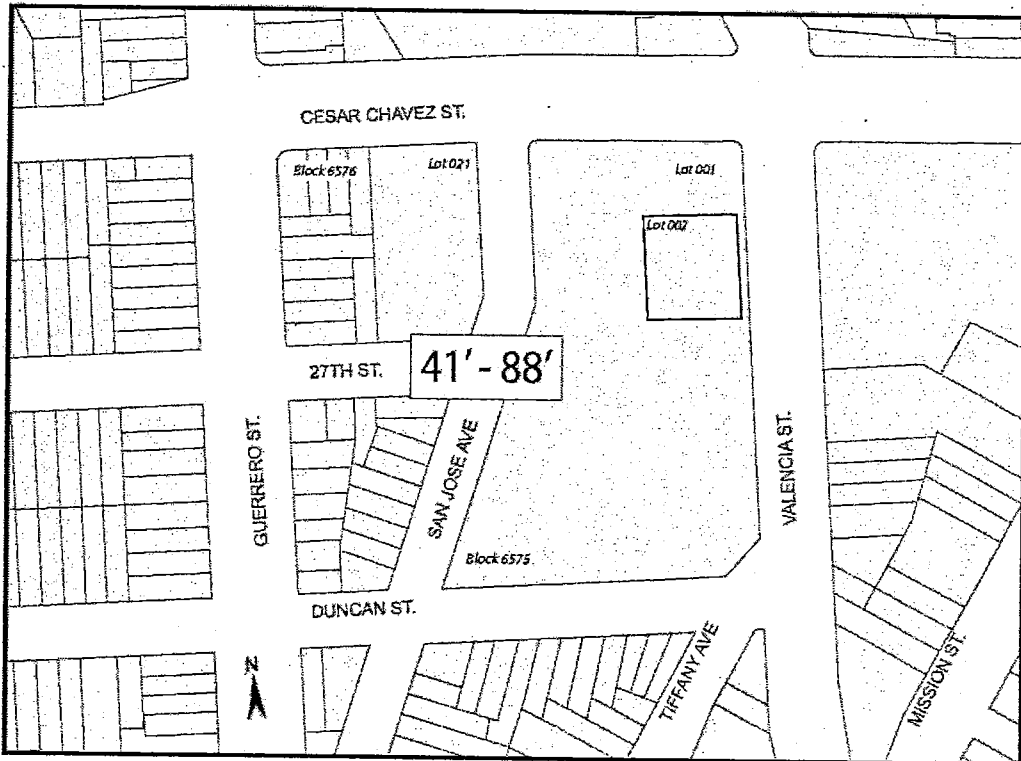 CESAR CHAVEZ ST.
Block 6576
Lot 021
Lot 001
Lot 002
27TH ST.
41' - 88'
GUERRERO ST.
SAN JOSE AVE
VALENCIA ST.
Block 6575
DUNCAN ST.
N
TIFFANY AVE
MISSION ST.